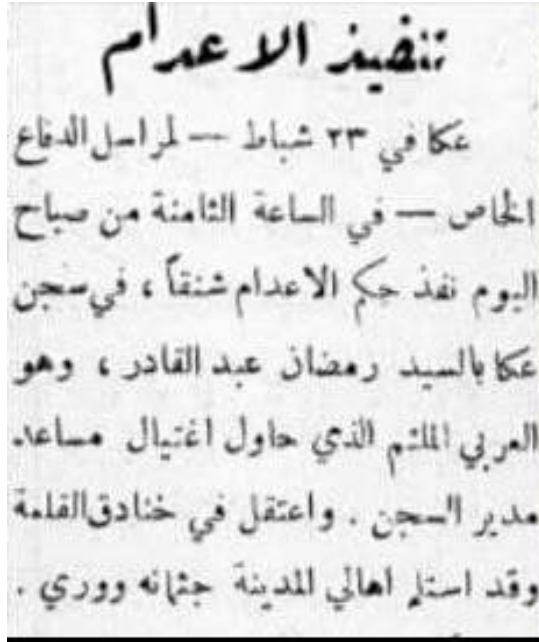 تنفيذ الاعدام
عكا في ٢٣ شباط — لمراسل الدفاع
الخاص — في الساعة الثامنة من صباح
اليوم نفذ حكم الاعدام شنقاً ، في سجن
عكا بالسيد رمضان عبد القادر ، وهو
العربي الملثم الذي حاول اغتيال مساعد
مدير السجن . واعتقل في خنادق القلعة
وقد استلم اهالي المدينة جثمانه ووري .